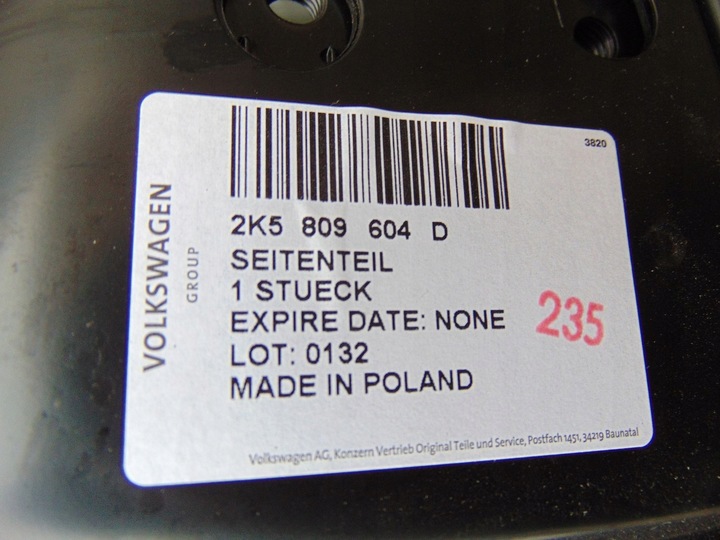 3820
VOLKSWAGEN
GROUP
2K5 809 604 D
SEITENTEIL
1 STUECK
EXPIRE DATE: NONE
LOT: 0132
MADE IN POLAND
235
Volkswagen AG, Konzern Vertrieb Original Teile und Service, Postfach 1451, 34219 Baunatal